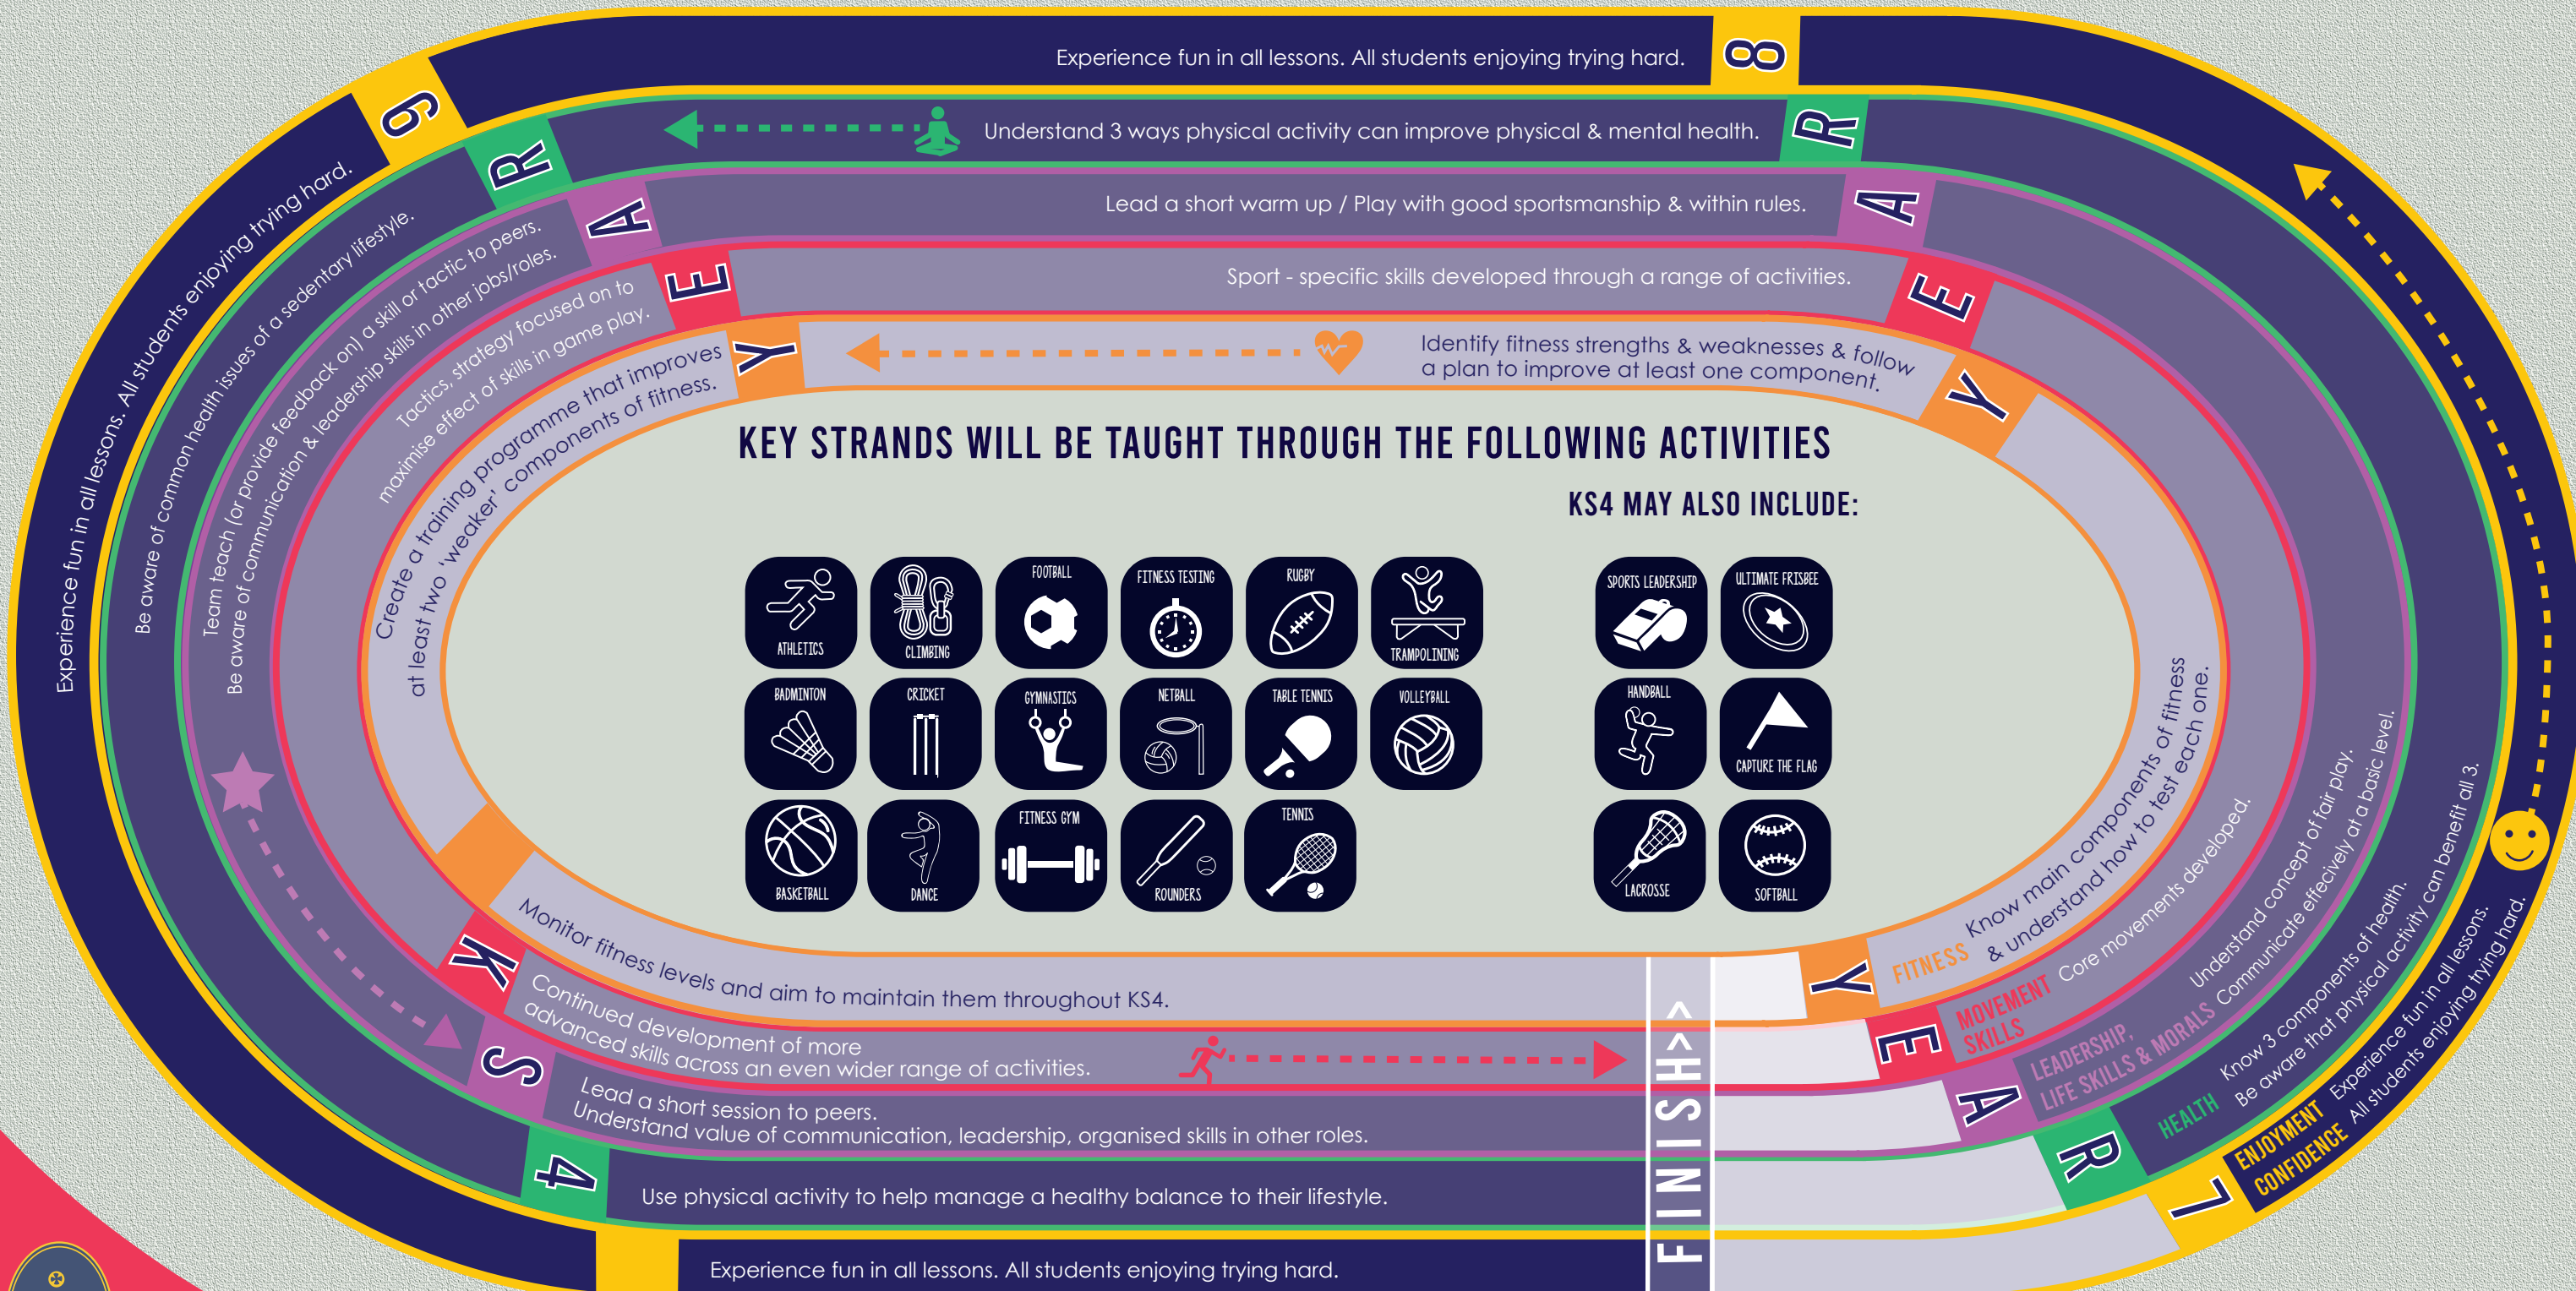 YEAR 7
FITNESS
Know main components of fitness
& understand how to test each one.
MOVEMENT
SKILLS
Core movements developed.
LEADERSHIP,
LIFE SKILLS & MORALS
Understand concept of fair play.
Communicate effectively at a basic level.
HEALTH
Know 3 components of health.
Be aware that physical activity can benefit all 3.
ENJOYMENT
CONFIDENCE
Experience fun in all lessons.
All students enjoying trying hard.
YEAR 8
Experience fun in all lessons. All students enjoying trying hard.
Understand 3 ways physical activity can improve physical & mental health.
Lead a short warm up / Play with good sportsmanship & within rules.
Sport - specific skills developed through a range of activities.
Identify fitness strengths & weaknesses & follow
a plan to improve at least one component.
YEAR 9
Experience fun in all lessons. All students enjoying trying hard.
Be aware of common health issues of a sedentary lifestyle.
Team teach (or provide feedback on) a skill or tactic to peers.
Be aware of communication & leadership skills in other jobs/roles.
Tactics, strategy focused on to
maximise effect of skills in game play.
Create a training programme that improves
at least two 'weaker' components of fitness.
KEY STRANDS WILL BE TAUGHT THROUGH THE FOLLOWING ACTIVITIES
KS4 MAY ALSO INCLUDE:
ATHLETICS
CLIMBING
FOOTBALL
FITNESS TESTING
RUGBY
TRAMPOLINING
SPORTS LEADERSHIP
ULTIMATE FRISBEE
BADMINTON
CRICKET
GYMNASTICS
NETBALL
TABLE TENNIS
VOLLEYBALL
HANDBALL
CAPTURE THE FLAG
BASKETBALL
DANCE
FITNESS GYM
ROUNDERS
TENNIS
LACROSSE
SOFTBALL
KS4
Monitor fitness levels and aim to maintain them throughout KS4.
Continued development of more
advanced skills across an even wider range of activities.
Lead a short session to peers.
Understand value of communication, leadership, organised skills in other roles.
Use physical activity to help manage a healthy balance to their lifestyle.
Experience fun in all lessons. All students enjoying trying hard.
FINISH>>>